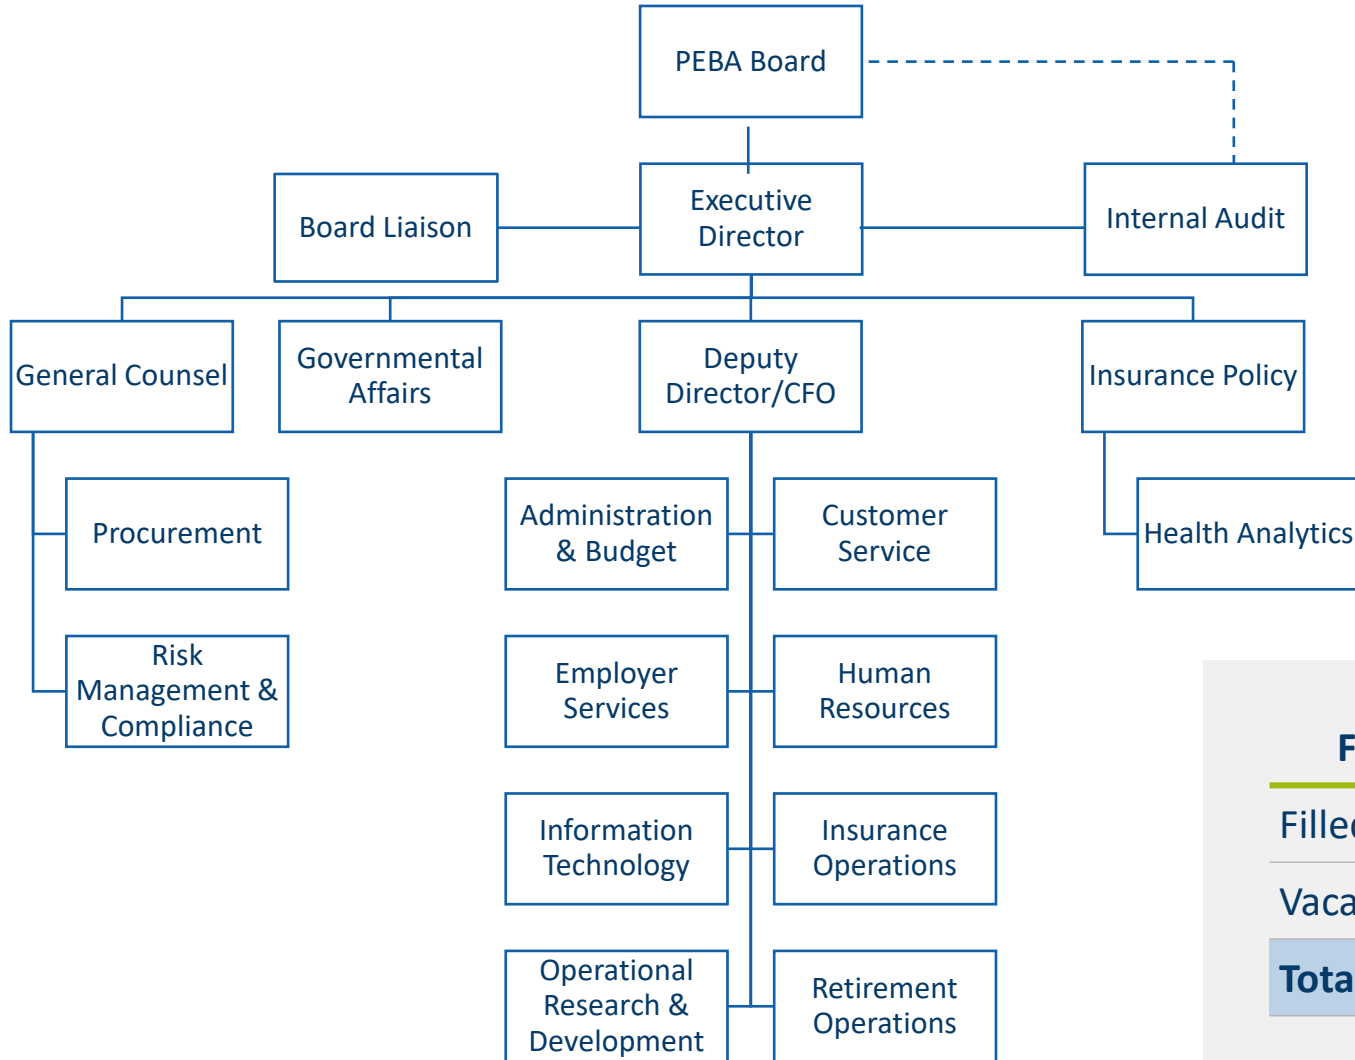 PEBA Board
Board Liaison
Executive
Director
Internal Audit
General Counsel
Governmental
Affairs
Deputy
Director/CFO
Insurance Policy
Procurement
Administration
& Budget
Customer
Service
Health Analytics
Risk
Management &
Compliance
Employer
Services
Human
Resources
Information
Technology
Insurance
Operations
Operational
Research &
Development
Retirement
Operations